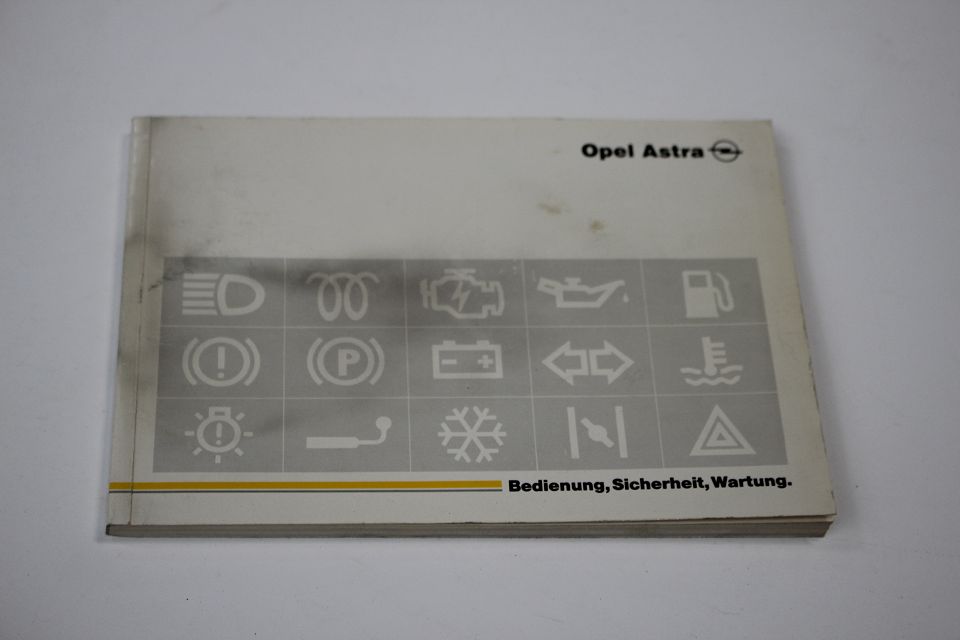 Opel Astra
P
Bedienung, Sicherheit, Wartung.